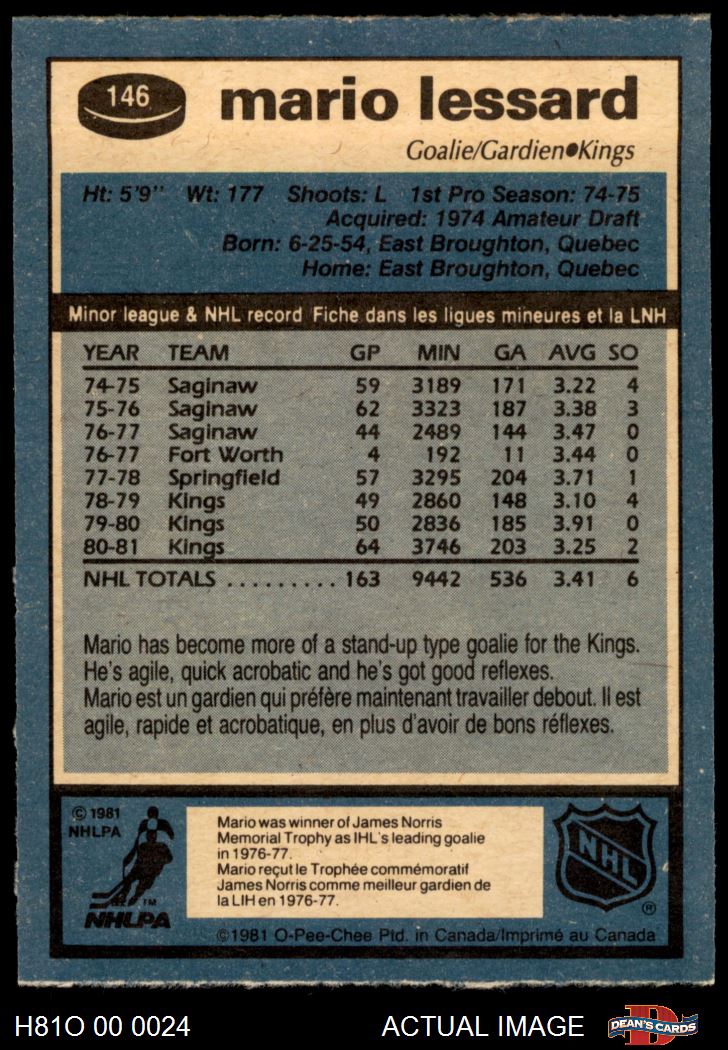 146
mario lessard
Goalie/Gardien●Kings
Ht: 5'9" Wt: 177 Shoots: L 1st Pro Season: 74-75
Acquired: 1974 Amateur Draft
Born: 6-25-54, East Broughton, Quebec
Home: East Broughton, Quebec
Minor league & NHL record Fiche dans les ligues mineures et la LNH
YEAR TEAM GP MIN GA AVG SO
74-75 Saginaw 59 3189 171 3.22 4
75-76 Saginaw 62 3323 187 3.38 3
76-77 Saginaw 44 2489 144 3.47 0
76-77 Fort Worth 4 192 11 3.44 0
77-78 Springfield 57 3295 204 3.71 1
78-79 Kings 49 2860 148 3.10 4
79-80 Kings 50 2836 185 3.91 0
80-81 Kings 64 3746 203 3.25 2
NHL TOTALS ......... 163 9442 536 3.41 6
Mario has become more of a stand-up type goalie for the Kings.
He's agile, quick acrobatic and he's got good reflexes.
Mario est un gardien qui préfère maintenant travailler debout. Il est
agile, rapide et acrobatique, en plus d'avoir de bons réflexes.
© 1981
NHLPA
TM
NHLPA
Mario was winner of James Norris
Memorial Trophy as IHL's leading goalie
in 1976-77.
Mario reçut le Trophée commémoratif
James Norris comme meilleur gardien de
la LIH en 1976-77.
NHL
®
©1981 O-Pee-Chee Ptd. in Canada/Imprimé au Canada
H81O 00 0024
ACTUAL IMAGE
D
DEAN'S CARDS